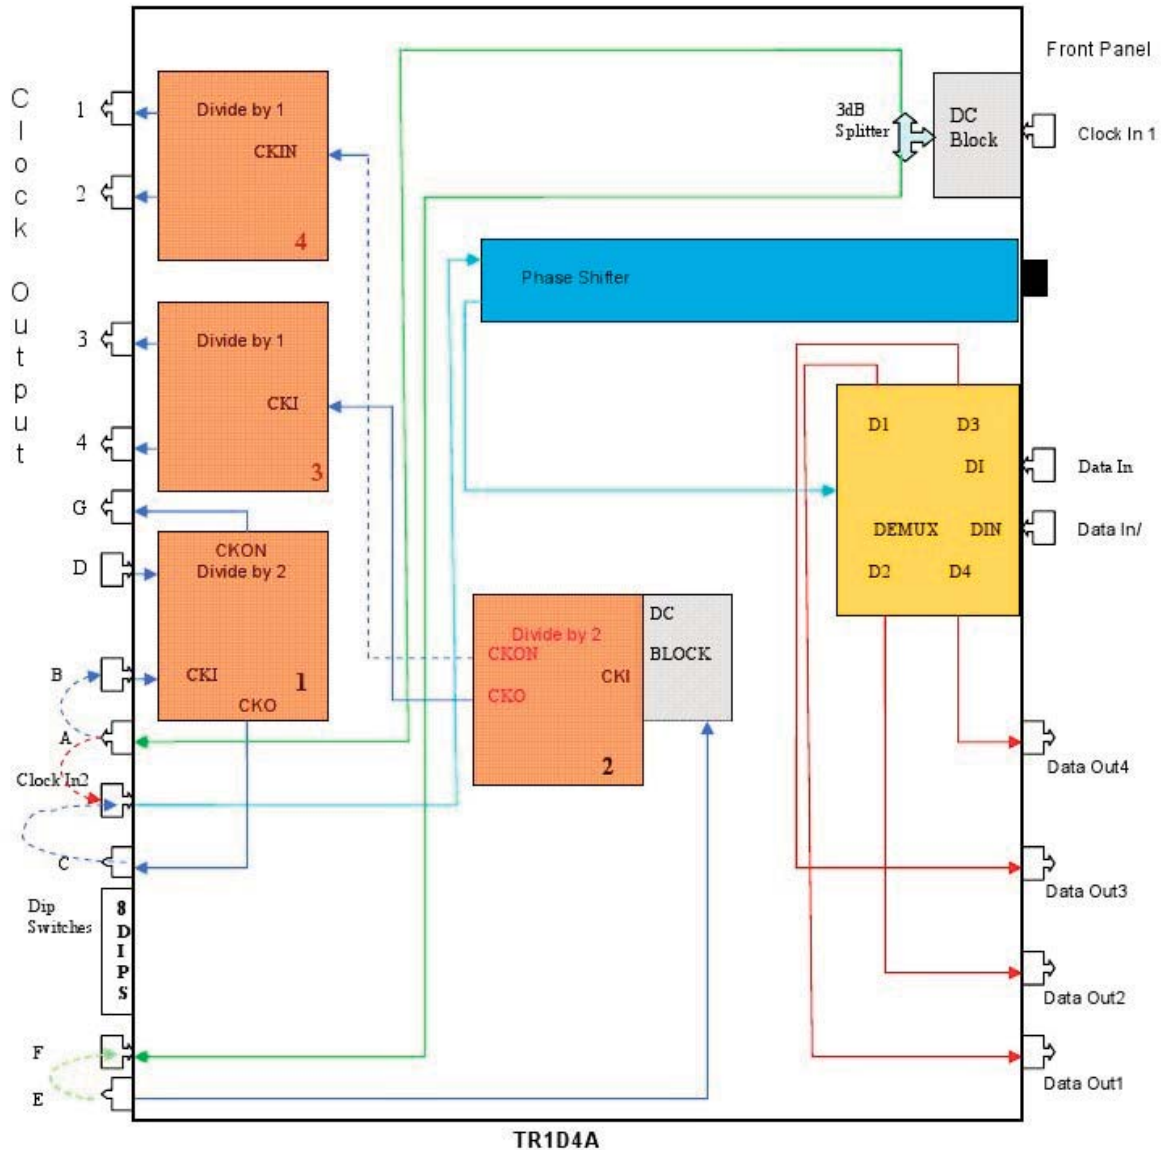 Front Panel
Clock Output
1
Divide by 1
CKIN
2
4
3dB
Splitter
DC
Block
Clock In 1
Phase Shifter
3
Divide by 1
CKI
4
3
D1
D3
DI
Data In
DEMUX
DIN
Data In/
D2
D4
G
CKON
Divide by 2
D
B
CKI
1
CKO
A
DC
BLOCK
Divide by 2
CKON
CKI
CKO
2
Clock In2
C
Dip
Switches
8
D
I
P
S
F
E
Data Out4
Data Out3
Data Out2
Data Out1
TR1D4A